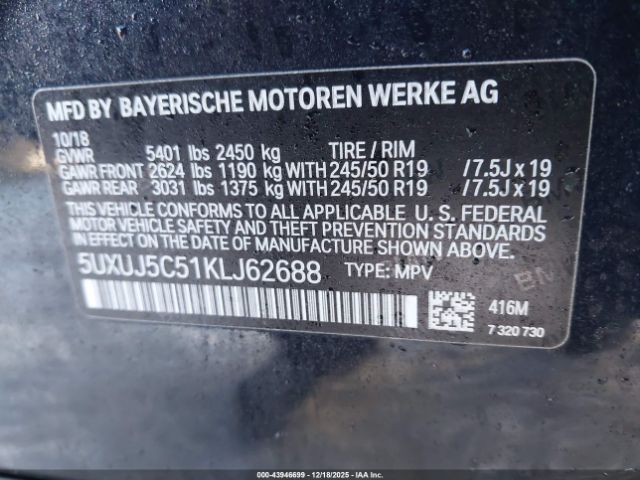 MFD BY BAYERISCHE MOTOREN WERKE AG
10/18
GVWR 5401 lbs 2450 kg TIRE / RIM
GAWR FRONT 2624 lbs 1190 kg WITH 245/50 R19 / 7.5J x 19
GAWR REAR 3031 lbs 1375 kg WITH 245/50 R19 / 7.5J x 19
THIS VEHICLE CONFORMS TO ALL APPLICABLE U. S. FEDERAL
MOTOR VEHICLE SAFETY AND THEFT PREVENTION
STANDARDS IN EFFECT ON THE DATE OF MANUFACTURE SHOWN ABOVE.
5UXUJ5C51KLJ62688 TYPE: MPV
416M
7 320 730
000-43946699 - 12/18/2025 - IAAI Copart